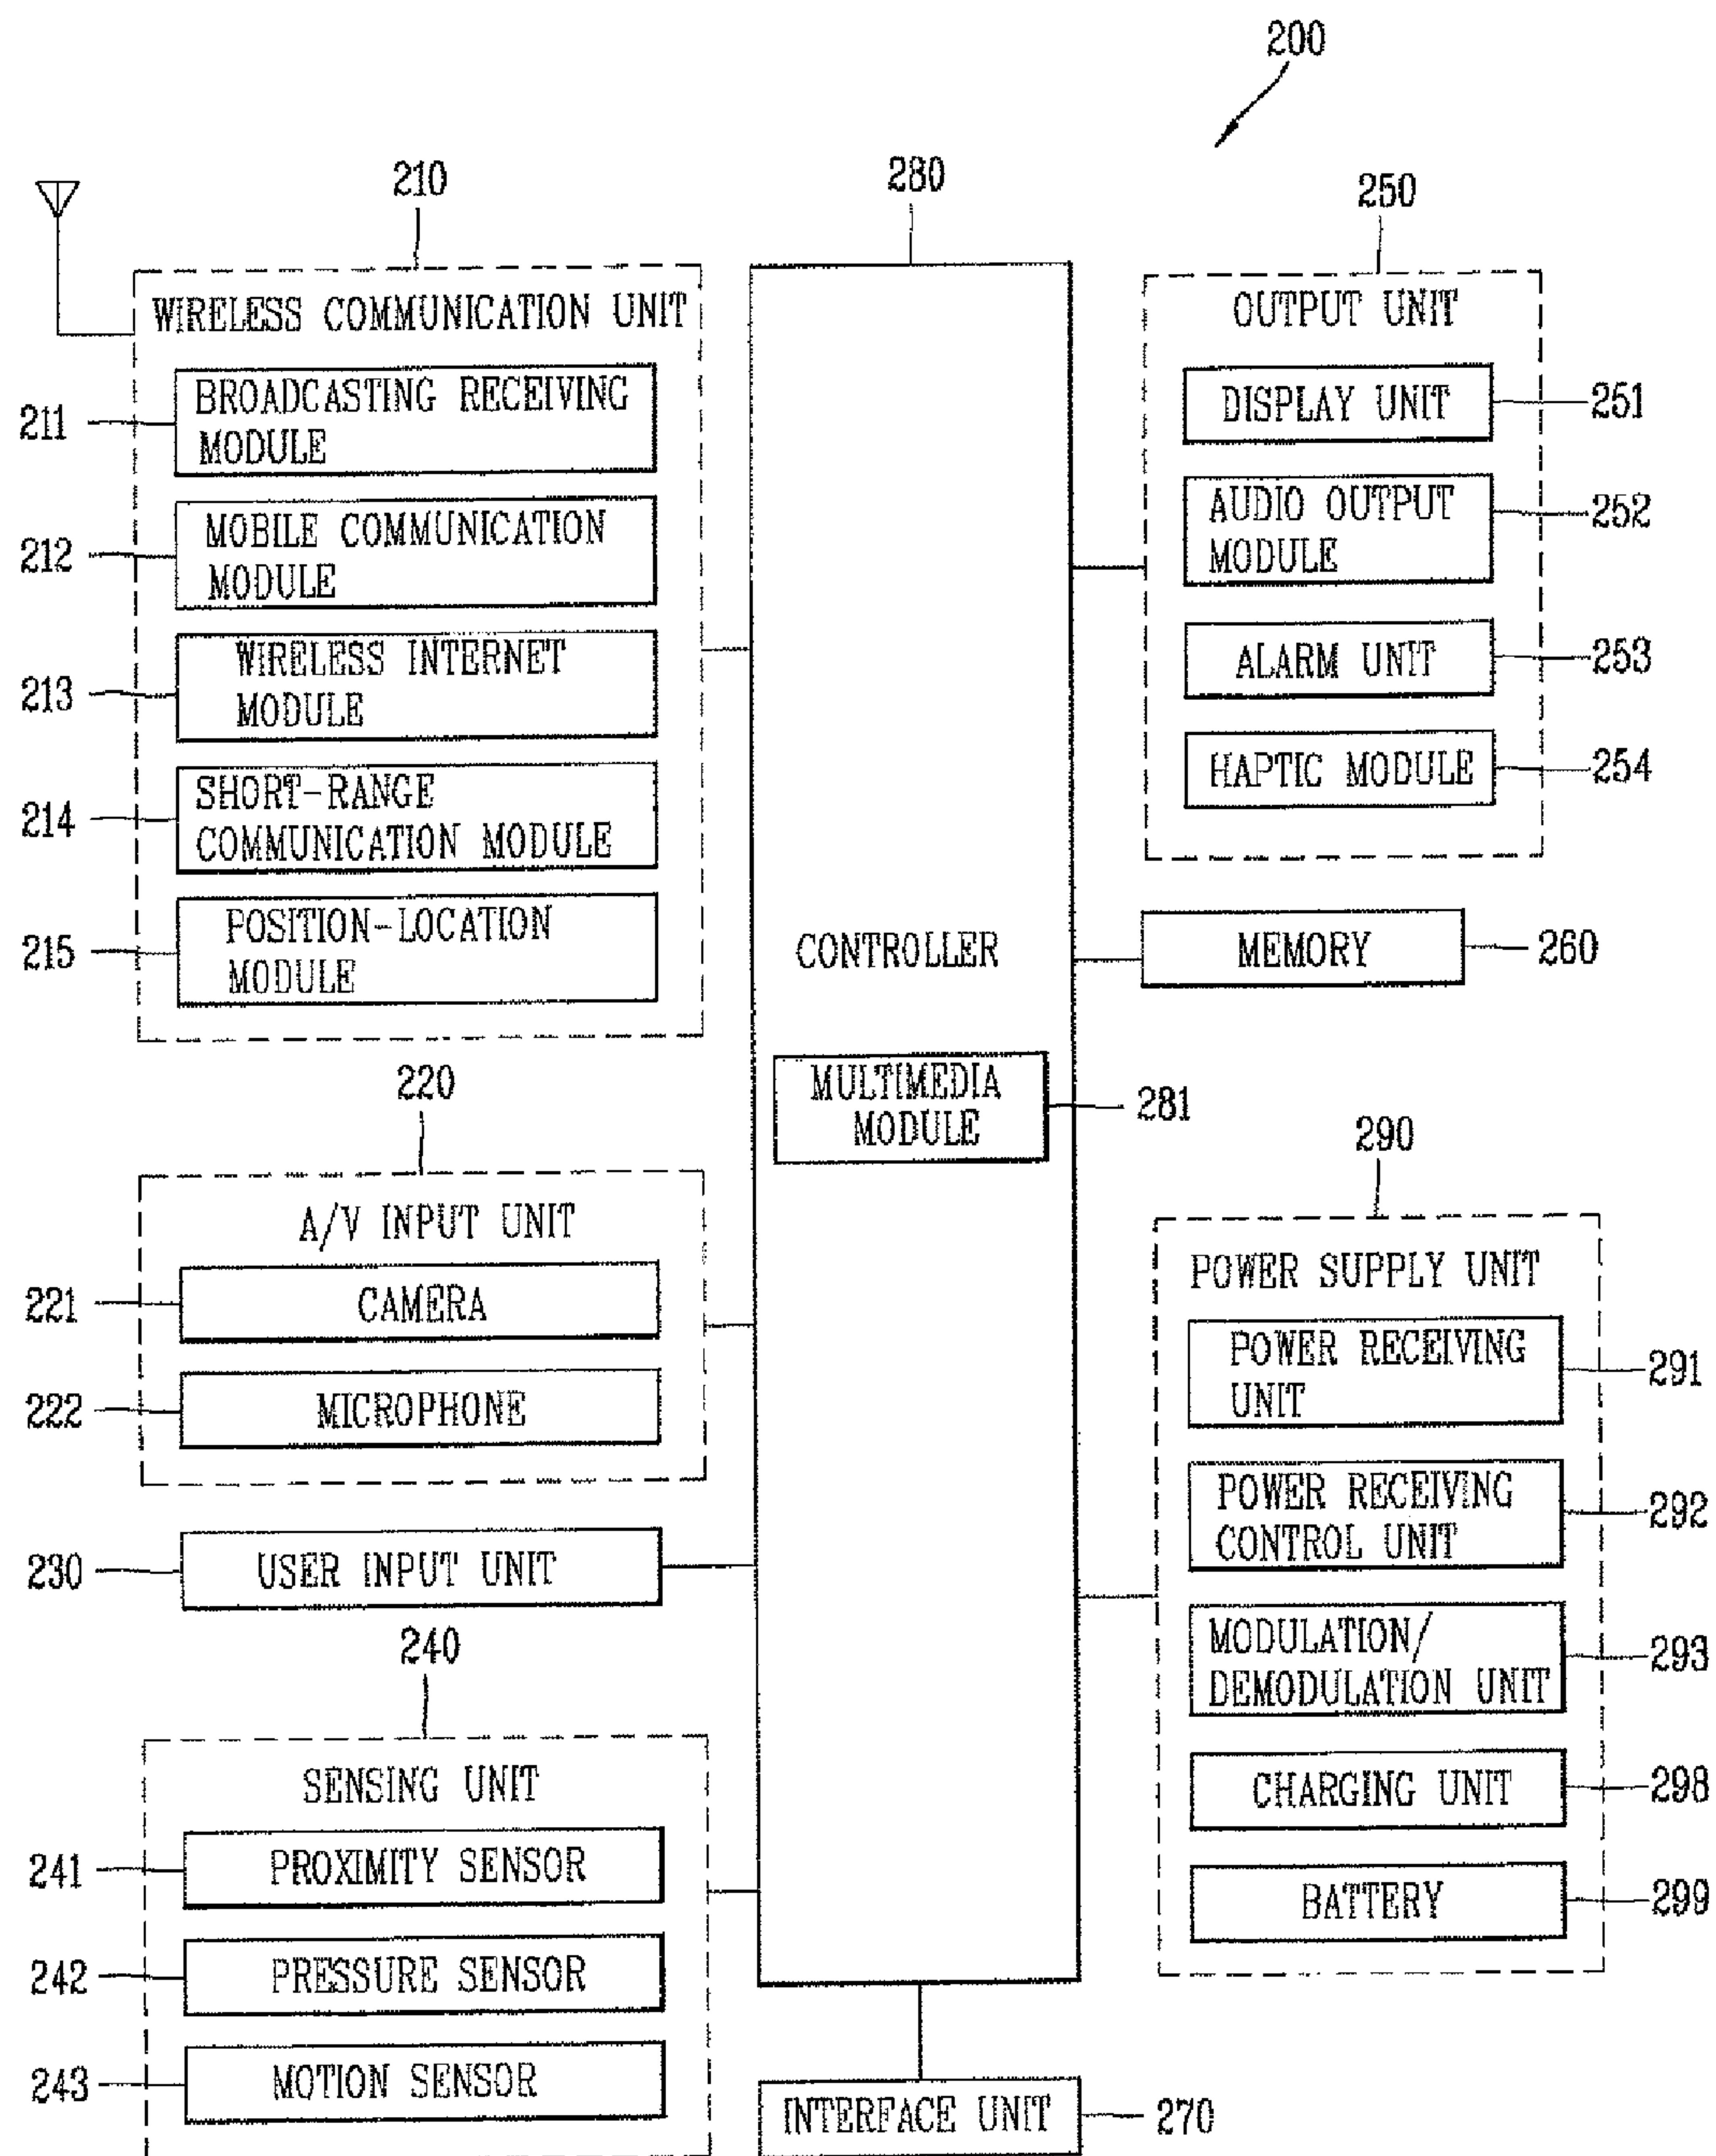 200
210
280
250
WIRELESS COMMUNICATION UNIT
211
BROADCASTING RECEIVING
MODULE
212
MOBILE COMMUNICATION
MODULE
213
WIRELESS INTERNET
MODULE
214
SHORT-RANGE
COMMUNICATION MODULE
215
POSITION-LOCATION
MODULE
220
A/V INPUT UNIT
221
CAMERA
222
MICROPHONE
230
USER INPUT UNIT
240
SENSING UNIT
241
PROXIMITY SENSOR
242
PRESSURE SENSOR
243
MOTION SENSOR
CONTROLLER
MULTIMEDIA
MODULE
281
INTERFACE UNIT
270
OUTPUT UNIT
DISPLAY UNIT
251
AUDIO OUTPUT
MODULE
252
ALARM UNIT
253
HAPTIC MODULE
254
MEMORY
260
290
POWER SUPPLY UNIT
POWER RECEIVING
UNIT
291
POWER RECEIVING
CONTROL UNIT
292
MODULATION/
DEMODULATION UNIT
293
CHARGING UNIT
298
BATTERY
299